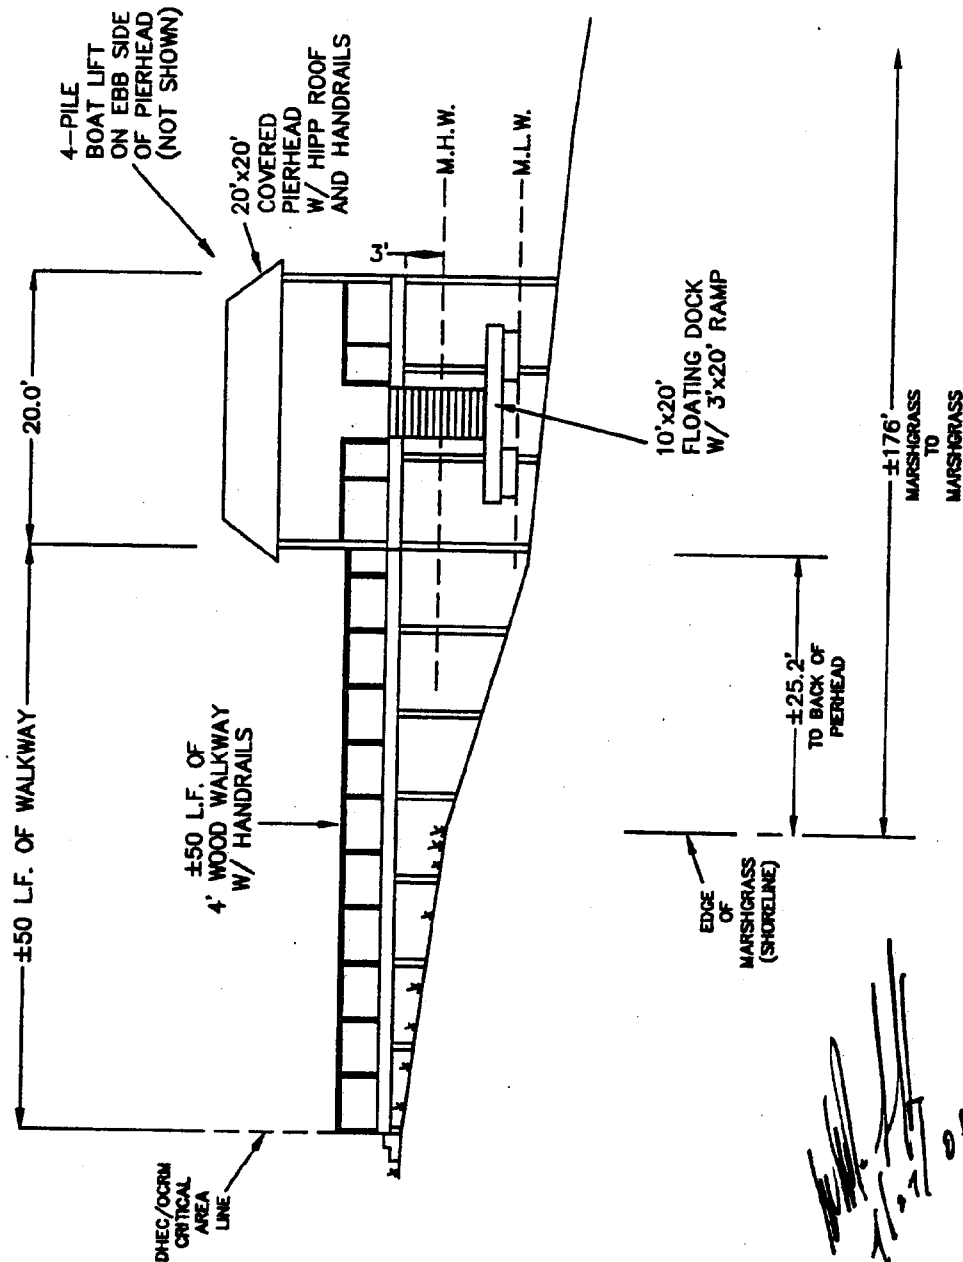 4-PILE
BOAT LIFT
ON EBB SIDE
OF PIERHEAD
(NOT SHOWN)
20'x20'
COVERED
PIERHEAD
W/ HIPP ROOF
AND HANDRAILS
20.0'
±50 L.F. OF WALKWAY
±50 L.F. OF
4' WOOD WALKWAY
W/ HANDRAILS
DHEC/OCRM
CRITICAL
AREA
LINE
3'
M.H.W.
M.L.W.
10'x20'
FLOATING DOCK
W/ 3'x20' RAMP
±25.2'
TO BACK OF
PIERHEAD
EDGE
OF
MARSHGRASS
(SHORELINE)
±176'
MARSHGRASS
TO
MARSHGRASS